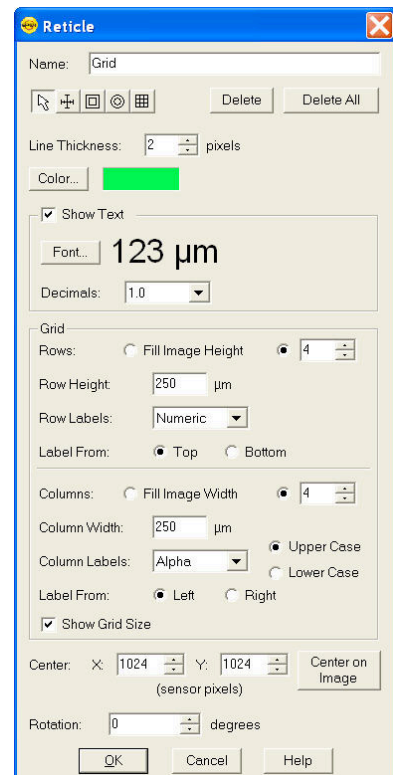 Reticle
Name: Grid
Delete Delete All
Line Thickness: 2 pixels
Color...
Show Text
Font... 123 µm
Decimals: 1.0
Grid
Rows: Fill Image Height 4
Row Height: 250 µm
Row Labels: Numeric
Label From: Top Bottom
Columns: Fill Image Width 4
Column Width: 250 µm
Upper Case
Column Labels: Alpha
Lower Case
Label From: Left Right
Show Grid Size
Center: X: 1024 Y: 1024 Center on
Image
(sensor pixels)
Rotation: 0 degrees
OK Cancel Help